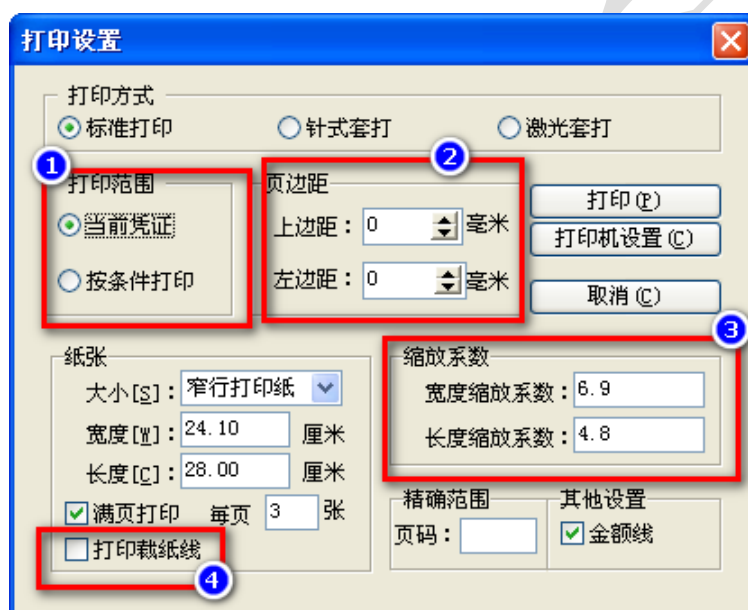 打印设置
打印方式
标准打印 针式套打 激光套打
1 2
打印范围 页边距
当前凭证 上边距：0 毫米 打印(P)
打印机设置(C)
按条件打印 左边距：0 毫米 取消(C)
3
纸张 缩放系数
大小[S]：窄行打印纸 宽度缩放系数：6.9
宽度[W]：24.10 厘米 长度缩放系数：4.8
长度[C]：28.00 厘米
满页打印 每页 3 张 精确范围 其他设置
打印裁纸线 页码： 金额线
4